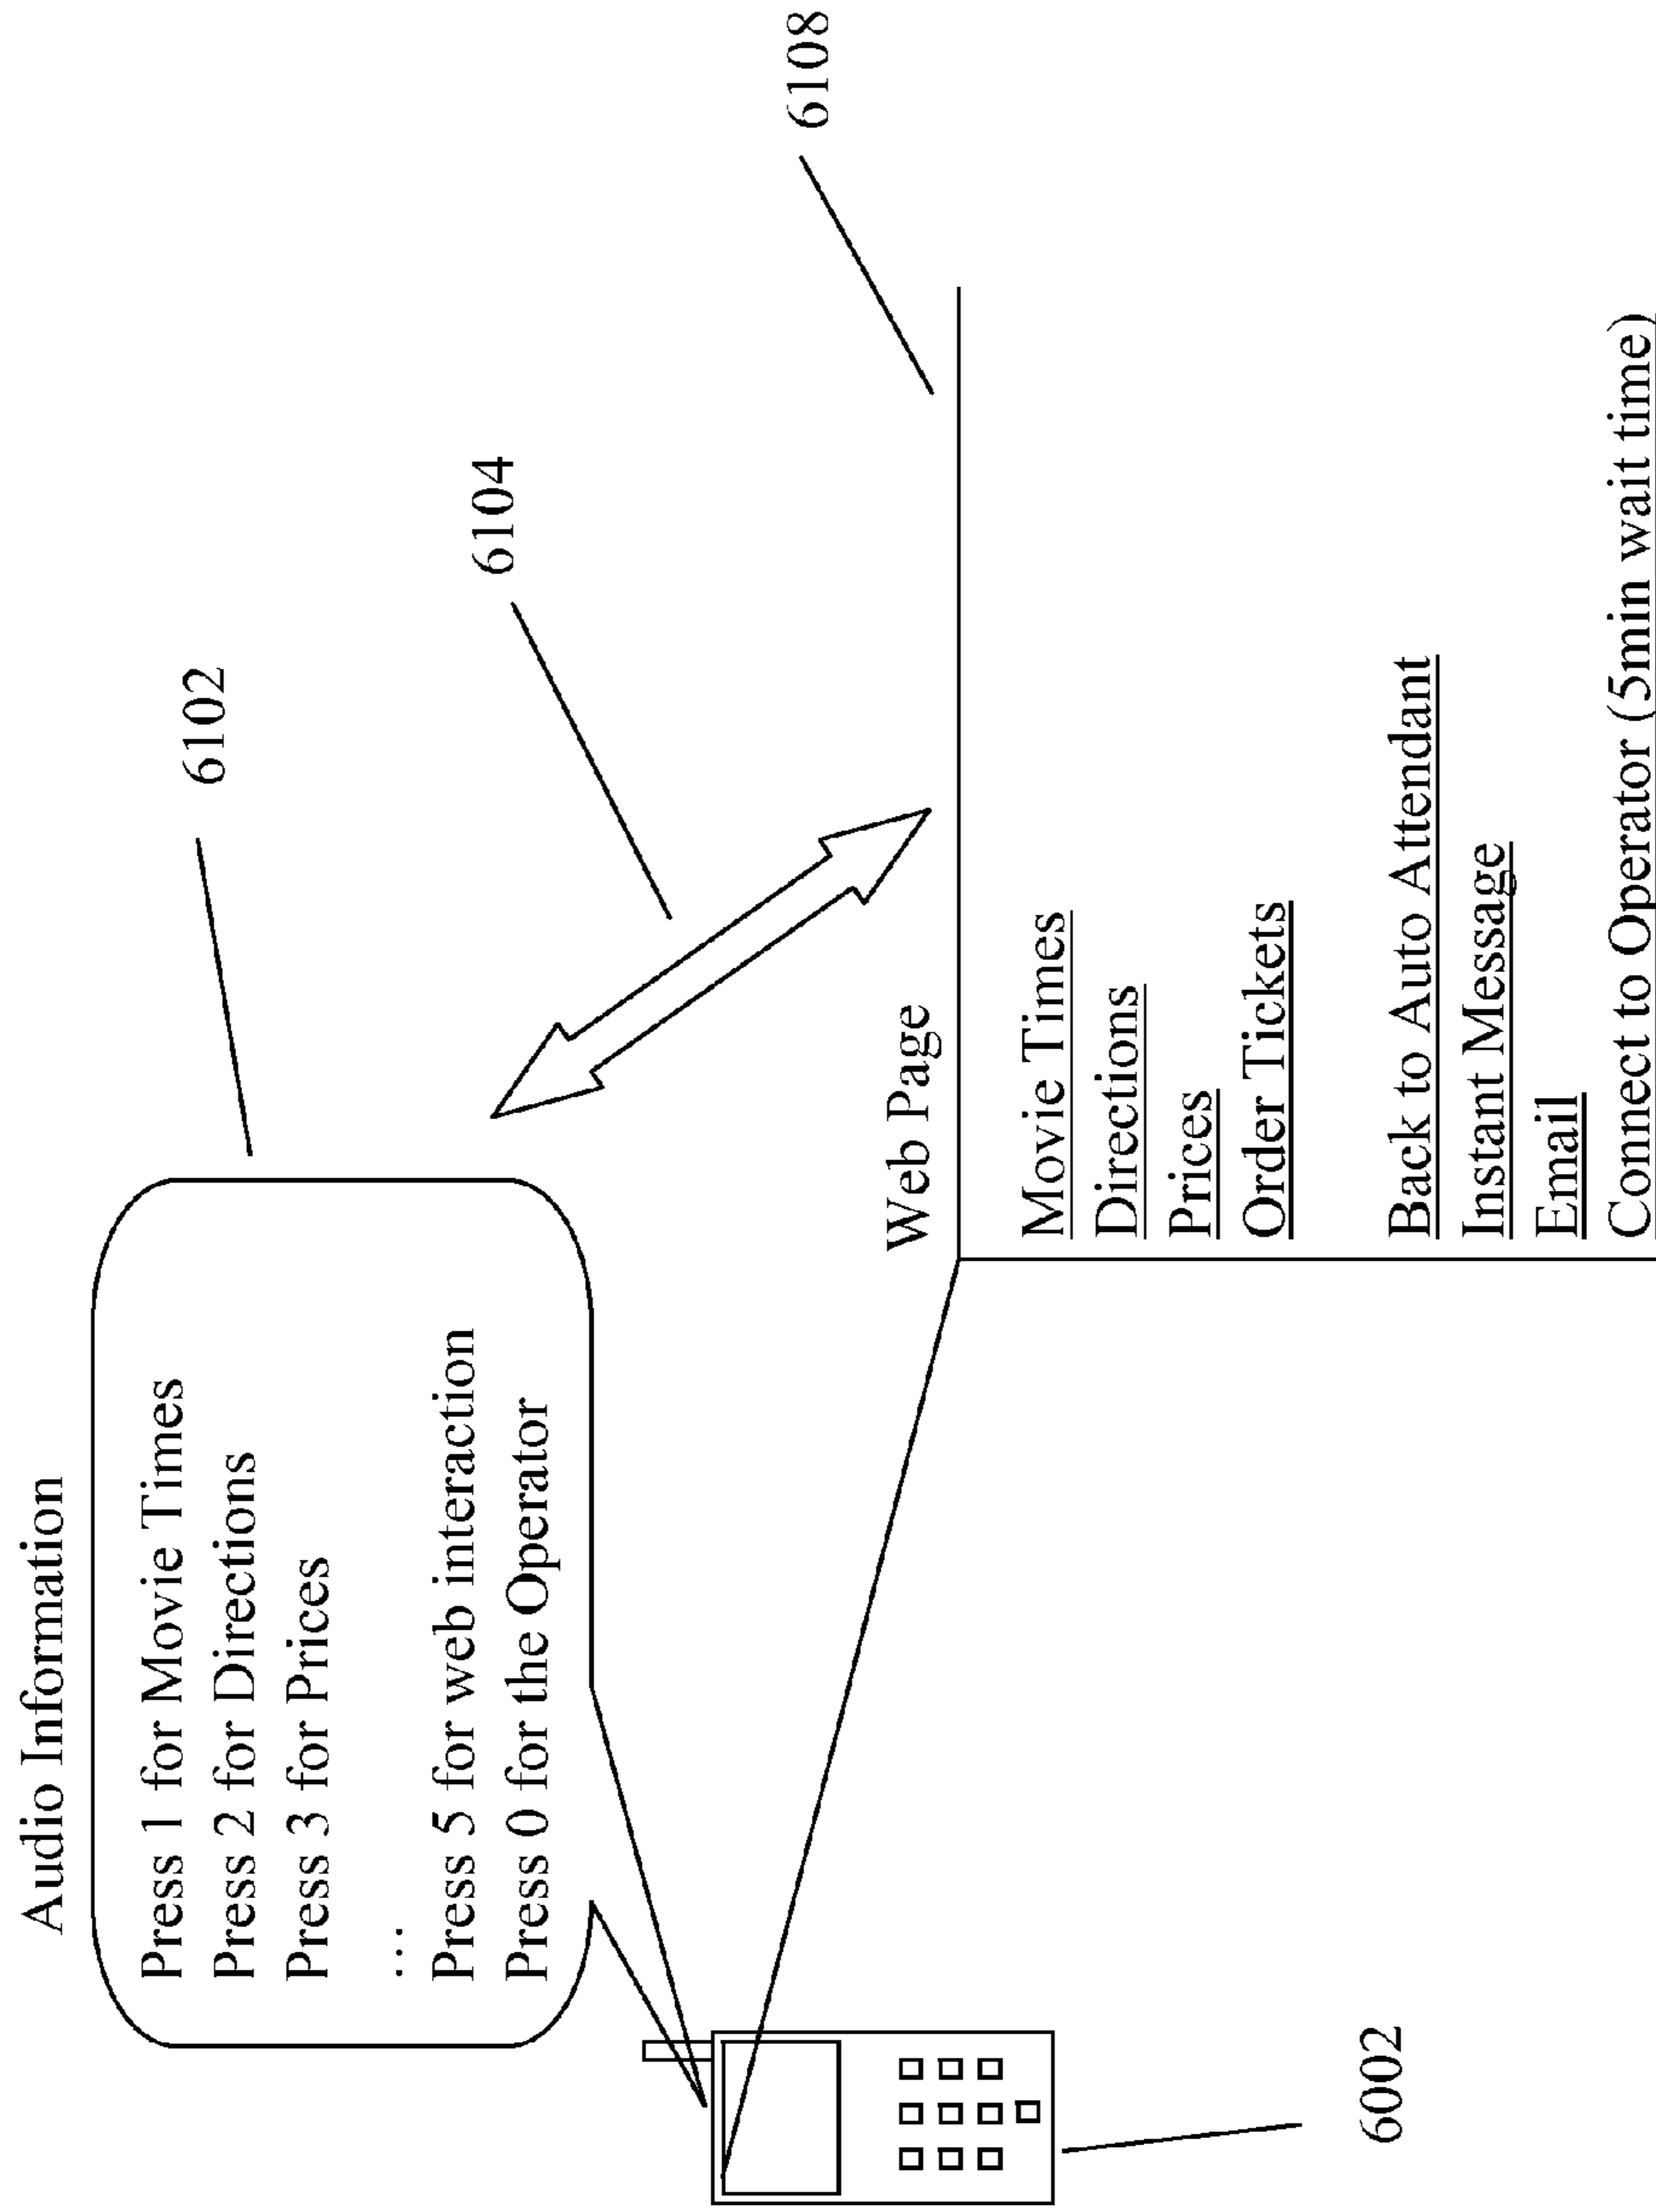 Audio Information
Press 1 for Movie Times
Press 2 for Directions
Press 3 for Prices
...
Press 5 for web interaction
Press 0 for the Operator
6102
6104
6108
6002
Web Page
Movie Times
Directions
Prices
Order Tickets
Back to Auto Attendant
Instant Message
Email
Connect to Operator (5min wait time)